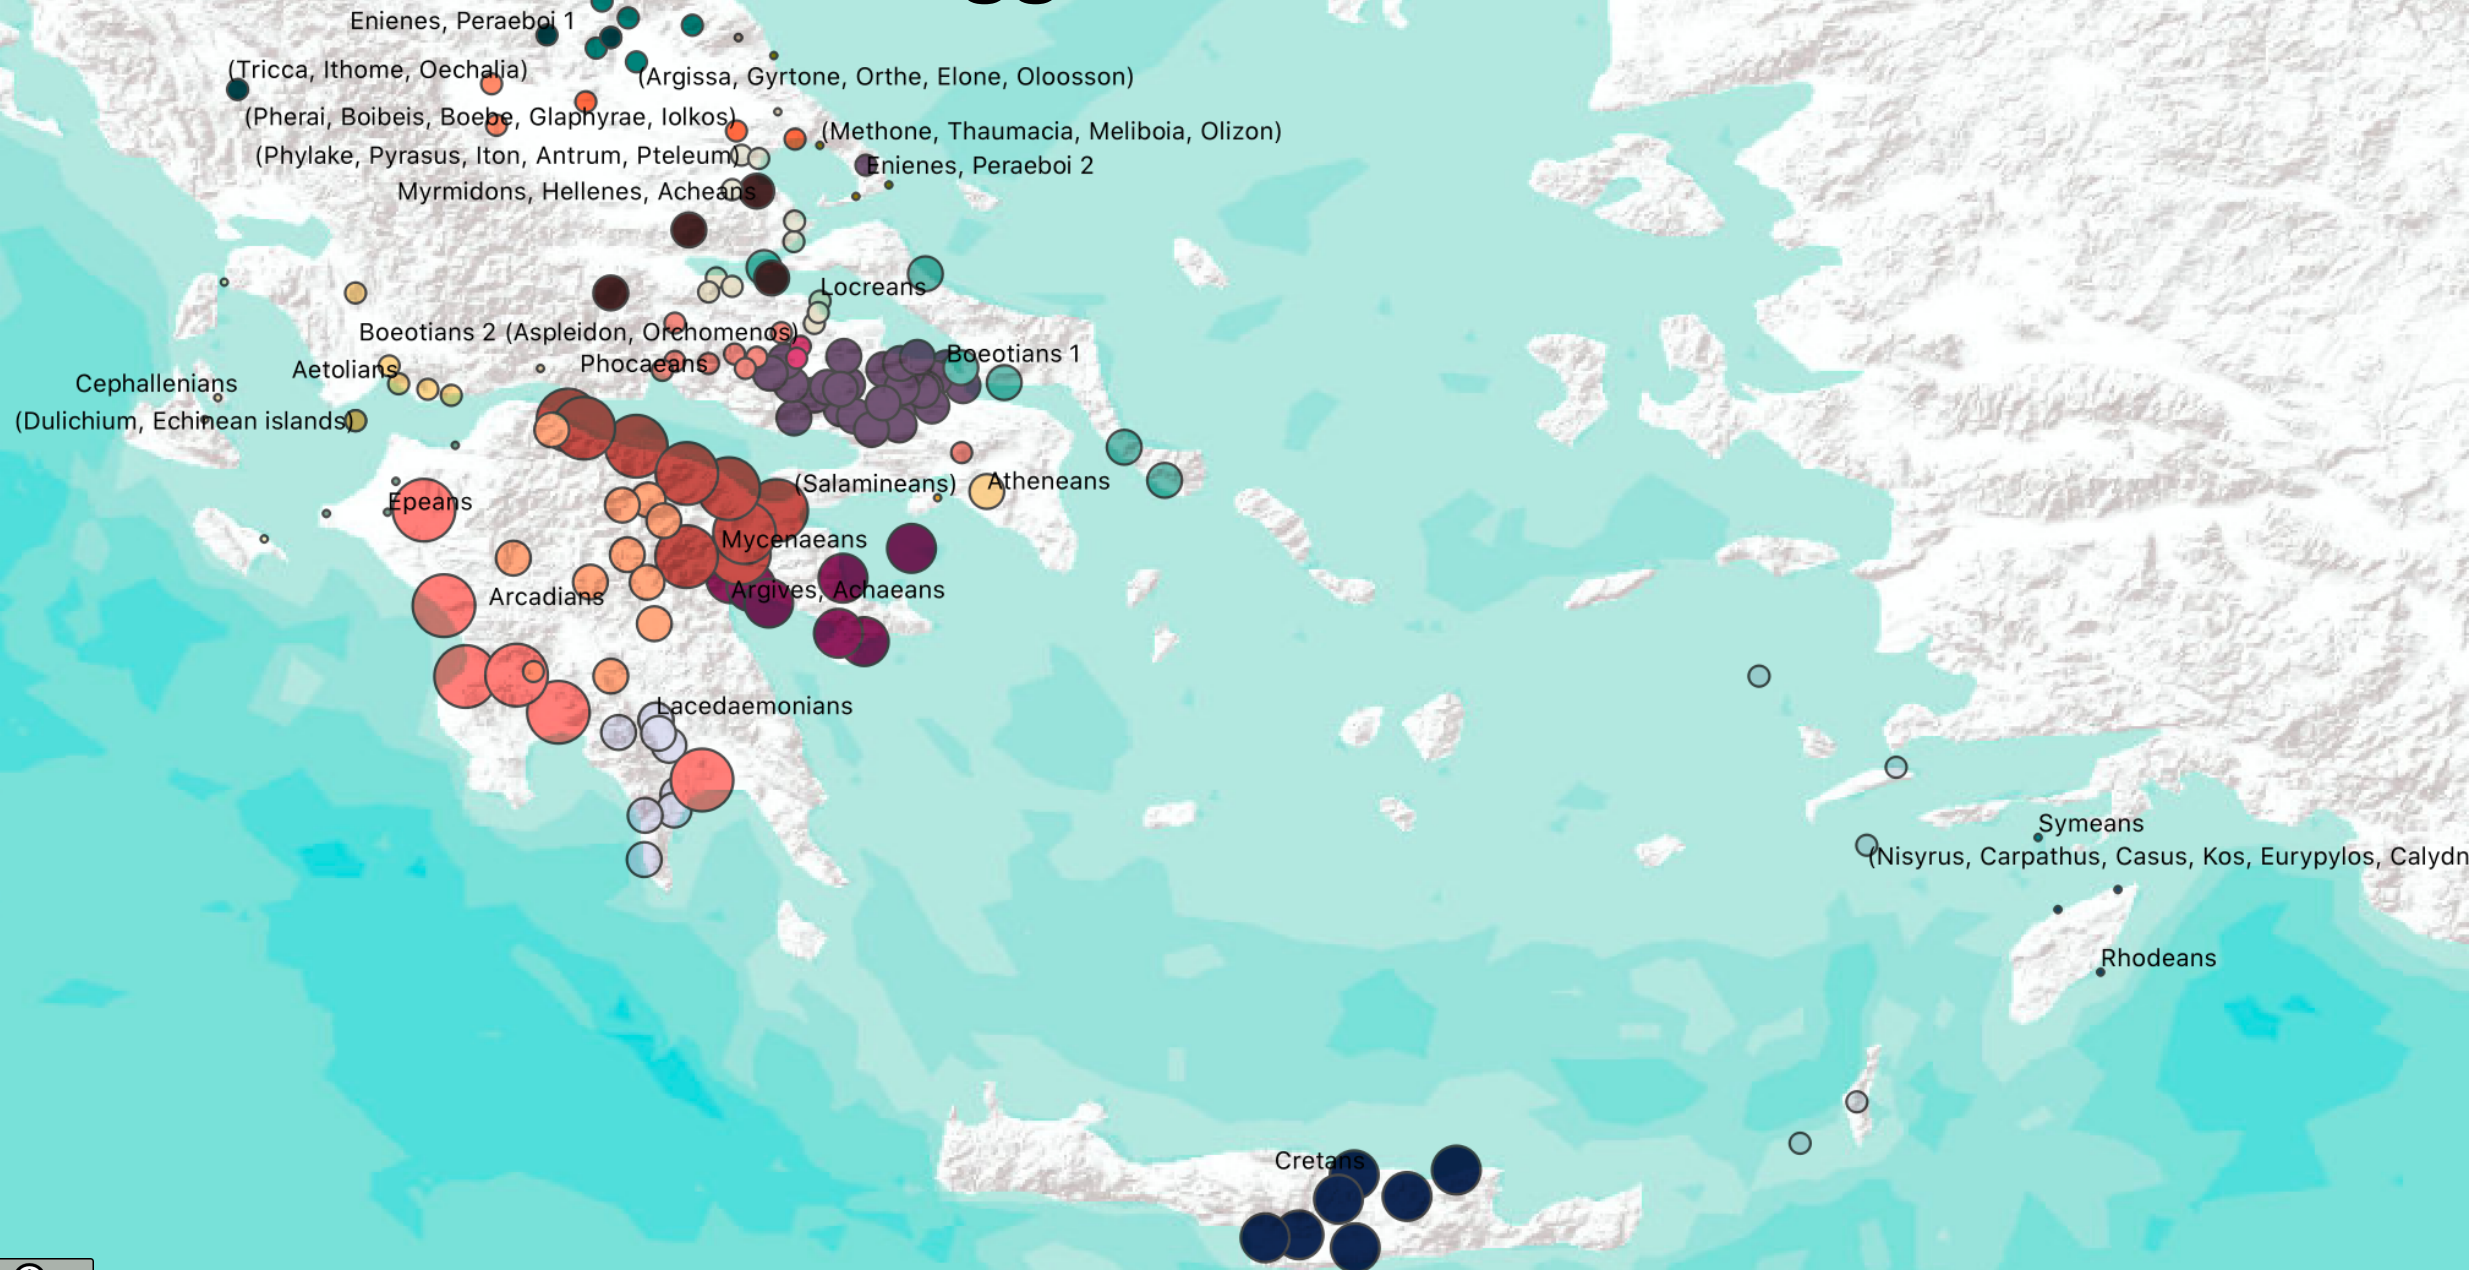 Enienes, Peraeboi 1
(Tricca, Ithome, Oechalia)
(Argissa, Gyrtone, Orthe, Elone, Oloosson)
(Pherai, Boibeis, Boebe, Glaphyrae, Iolkos)
(Methone, Thaumacia, Meliboia, Olizon)
(Phylake, Pyrasus, Iton, Antrum, Pteleum)
Enienes, Peraeboi 2
Myrmidons, Hellenes, Acheans
Locreans
Boeotians 2 (Aspleidon, Orchomenos)
Boeotians 1
Phocaeans
Aetolians
Cephallenians
(Dulichium, Echinean islands)
(Salamineans)
Atheneans
Epeans
Mycenaeans
Argives, Achaeans
Arcadians
Lacedaemonians
Symeans
(Nisyrus, Carpathus, Casus, Kos, Eurypylos, Calydn
Rhodeans
Cretans